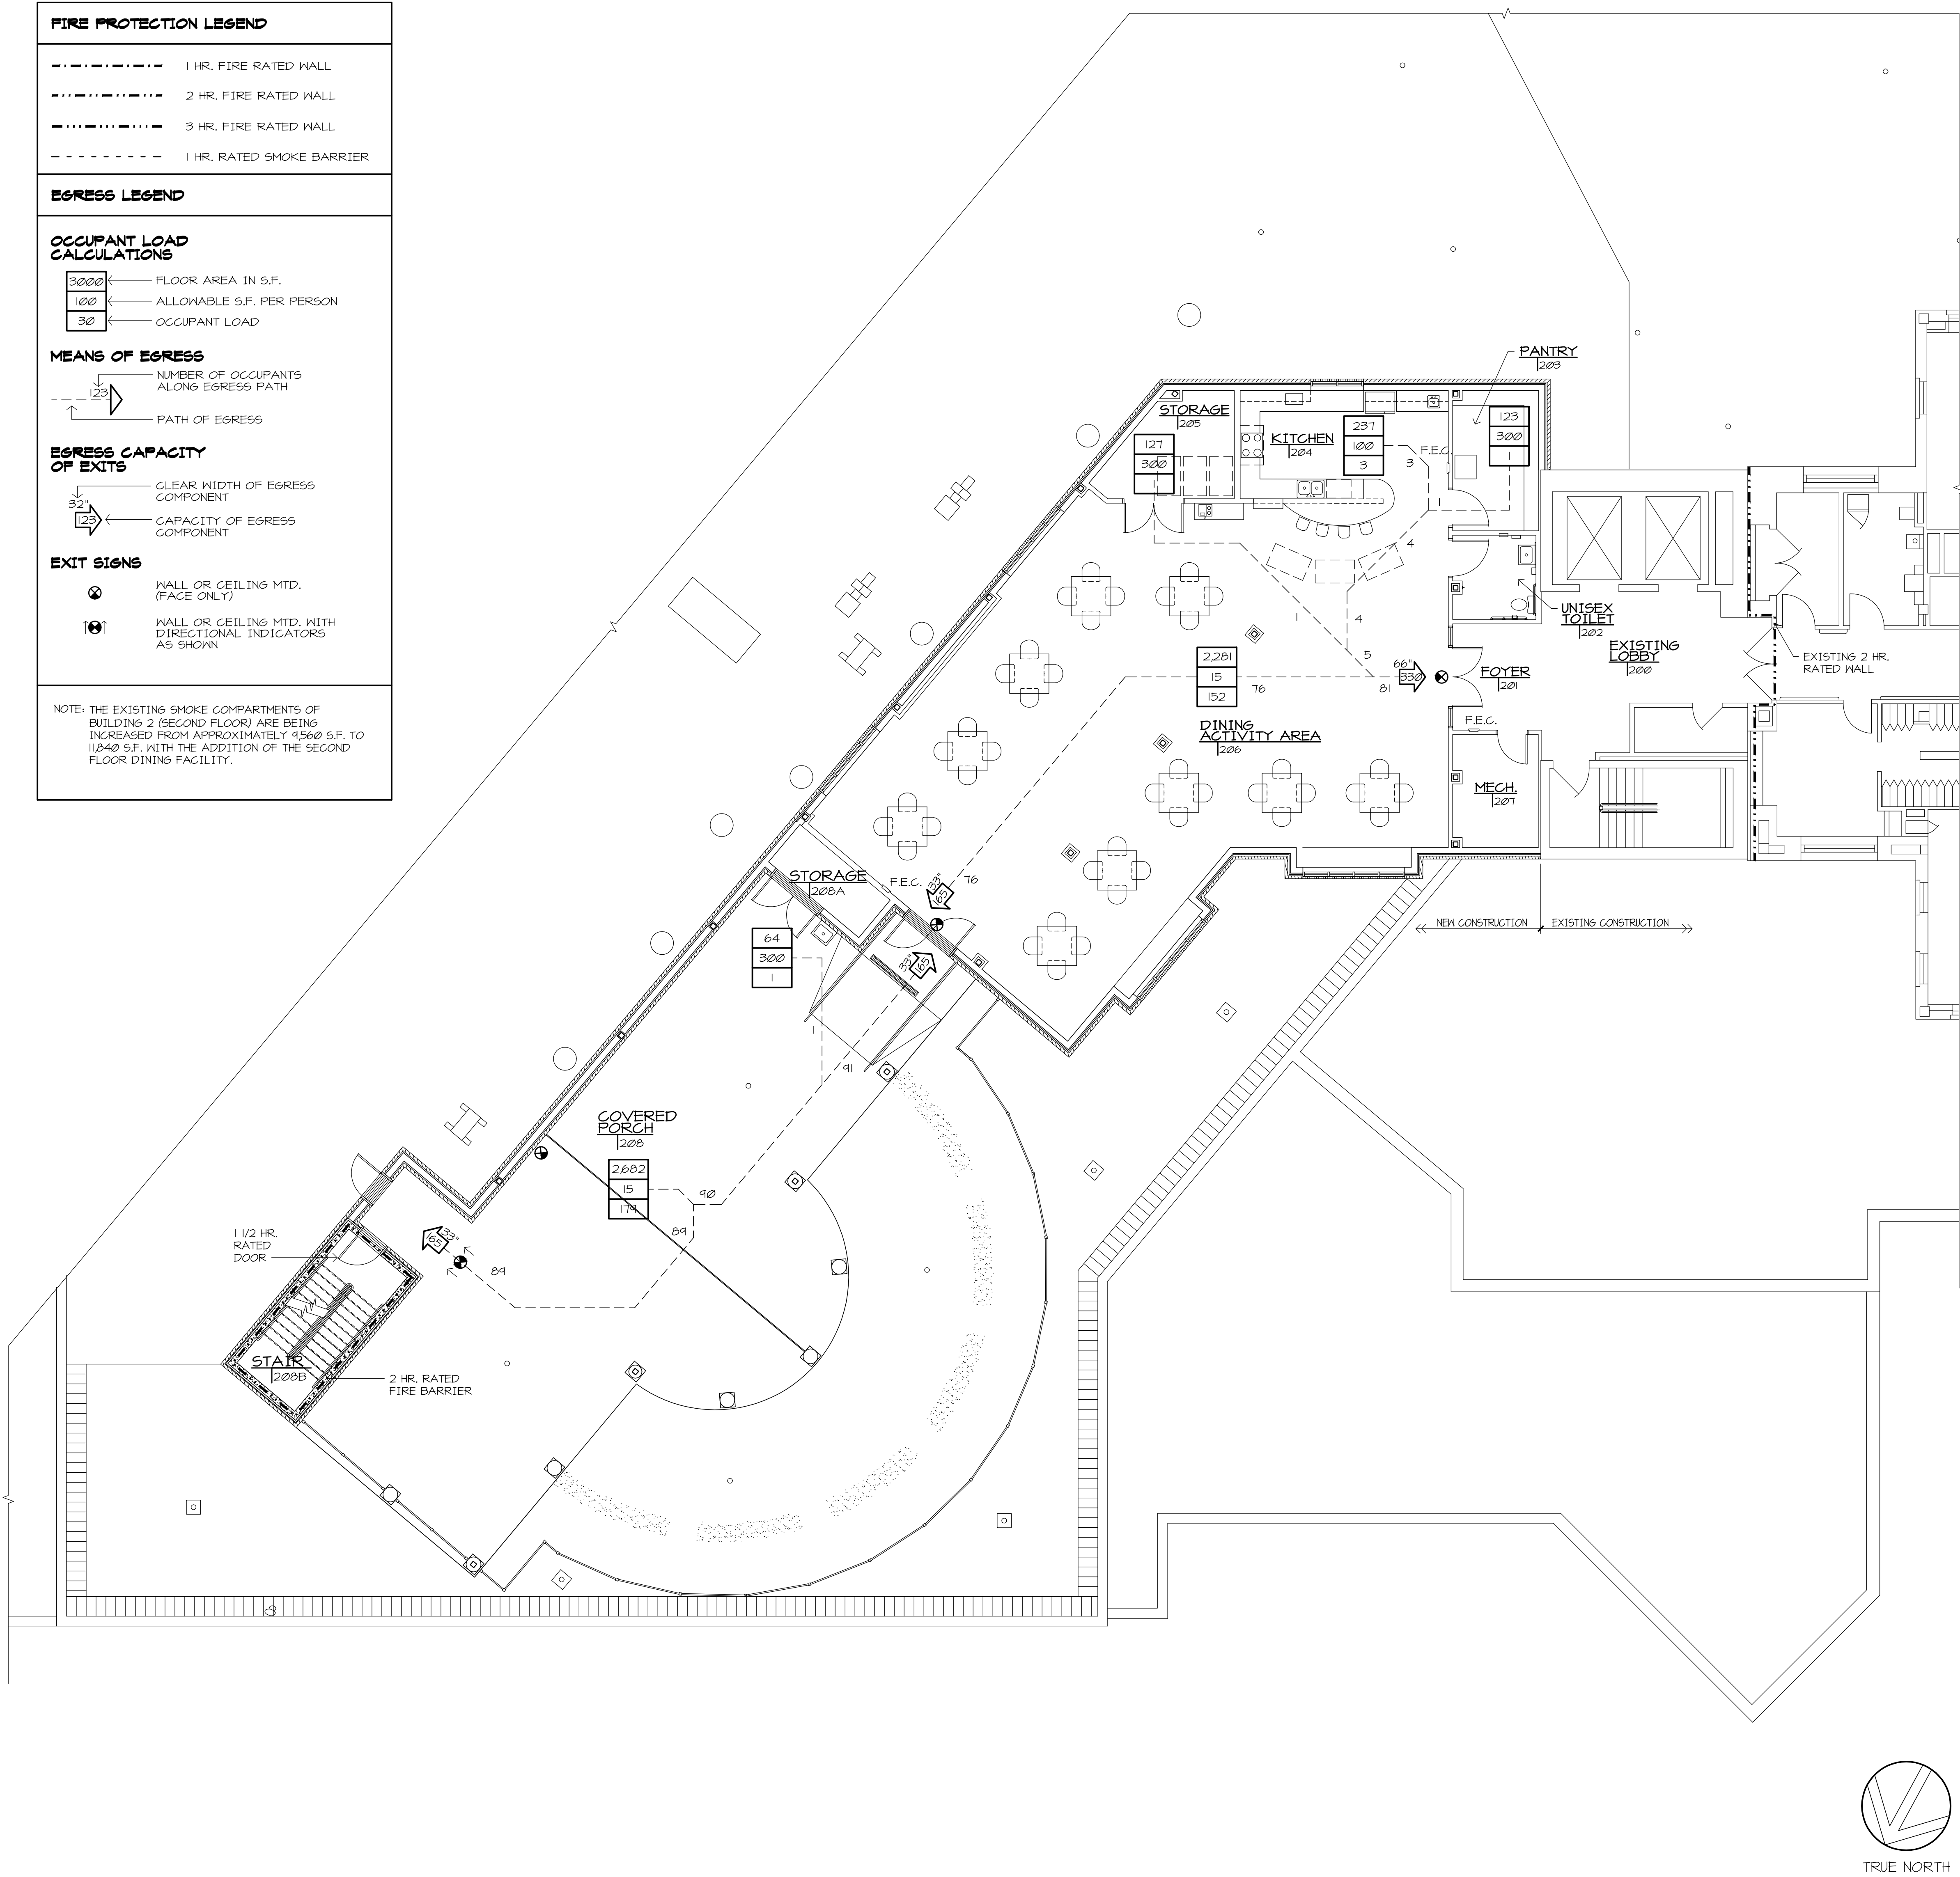 FIRE PROTECTION LEGEND
1 HR. FIRE RATED WALL
2 HR. FIRE RATED WALL
3 HR. FIRE RATED WALL
1 HR. RATED SMOKE BARRIER
EGRESS LEGEND
OCCUPANT LOAD
CALCULATIONS
3000
FLOOR AREA IN S.F.
100
ALLOWABLE S.F. PER PERSON
30
OCCUPANT LOAD
MEANS OF EGRESS
NUMBER OF OCCUPANTS
ALONG EGRESS PATH
123
PATH OF EGRESS
EGRESS CAPACITY
OF EXITS
CLEAR WIDTH OF EGRESS
COMPONENT
32"
123
CAPACITY OF EGRESS
COMPONENT
EXIT SIGNS
WALL OR CEILING MTD.
(FACE ONLY)
WALL OR CEILING MTD. WITH
DIRECTIONAL INDICATORS
AS SHOWN
NOTE: THE EXISTING SMOKE COMPARTMENTS OF
BUILDING 2 (SECOND FLOOR) ARE BEING
INCREASED FROM APPROXIMATELY 9,560 S.F. TO
11,840 S.F. WITH THE ADDITION OF THE SECOND
FLOOR DINING FACILITY.
PANTRY
203
123
300
STORAGE
205
127
300
KITCHEN
204
237
100
3
3
F.E.C.
1
4
4
5
1
UNISEX
TOILET
202
EXISTING
LOBBY
200
EXISTING 2 HR.
RATED WALL
FOYER
201
66"
330
81
2,281
15
152
76
DINING
ACTIVITY AREA
206
F.E.C.
MECH.
207
NEW CONSTRUCTION
EXISTING CONSTRUCTION
STORAGE
208A
F.E.C.
33"
165
76
64
300
1
33"
165
1
91
COVERED
PORCH
208
2,682
15
179
90
89
33"
165
89
1 1/2 HR.
RATED
DOOR
STAIR
208B
2 HR. RATED
FIRE BARRIER
TRUE NORTH